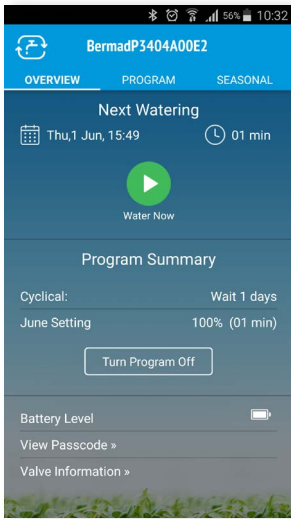 56% 10:32
BermadP3404A00E2
OVERVIEW PROGRAM SEASONAL
Next Watering
Thu,1 Jun, 15:49 01 min
Water Now
Program Summary
Cyclical: Wait 1 days
June Setting 100% (01 min)
Turn Program Off
Battery Level
View Passcode »
Valve Information »